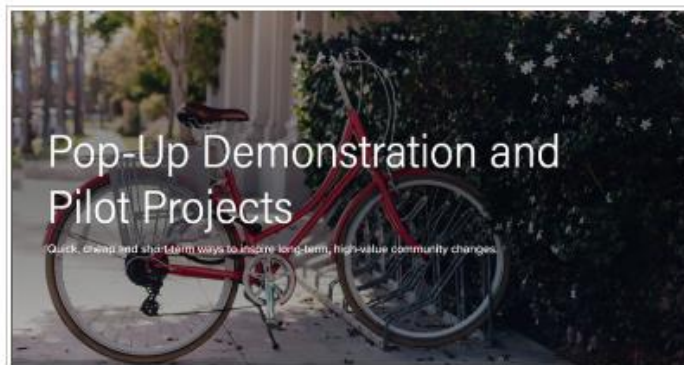 Pop-Up Demonstration and
Pilot Projects
Quick, cheap and short-term ways to inspire long-term, high-value community changes.